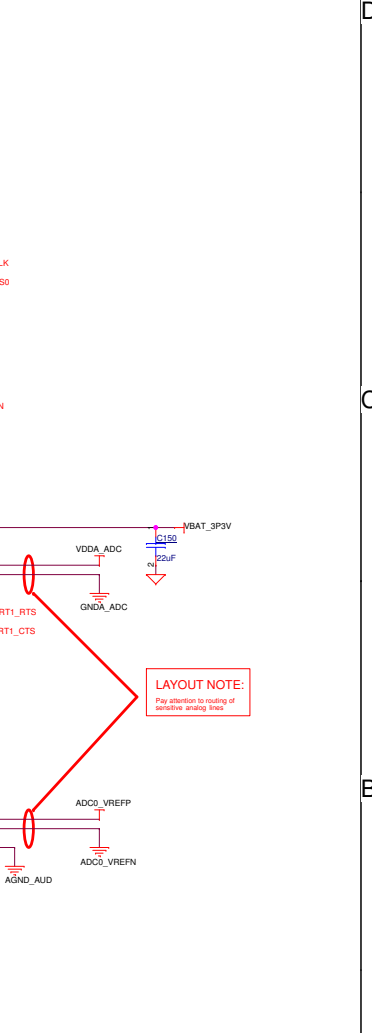 D
LK
S0
C
N
VBAT_3P3V
C150
VDDA_ADC
22uF
2
GNDA_ADC
RT1_RTS
RT1_CTS
LAYOUT NOTE:
Pay attention to routing of
sensitive analog lines
B
ADC0_VREFP
ADC0_VREFN
AGND_AUD